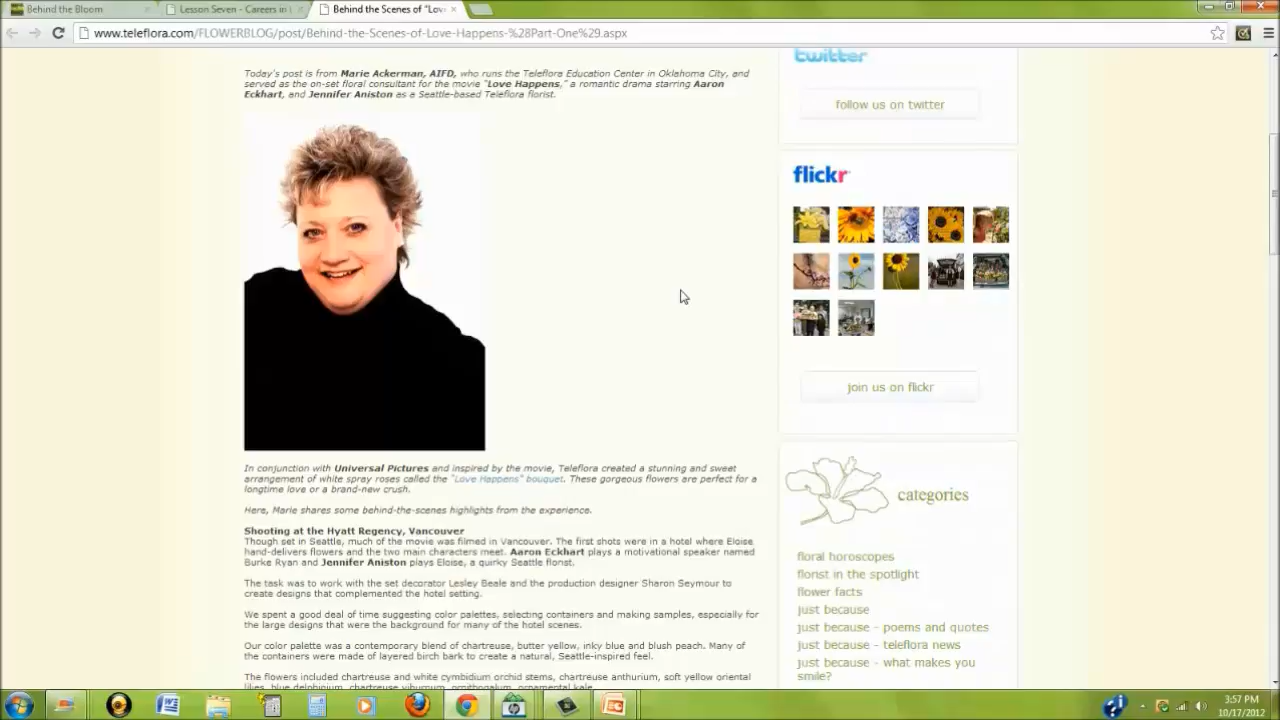 Behind the Bloom
Lesson Seven - Careers in
Behind the Scenes of "Lov
www.teleflora.com/FLOWERBLOG/post/Behind-the-Scenes-of-Love-Happens-%28Part-One%29.aspx
Today's post is from Marie Ackerman, AIFD, who runs the Teleflora Education Center in Oklahoma City, and
served as the on-set floral consultant for the movie "Love Happens," a romantic drama starring Aaron
Eckhart, and Jennifer Aniston as a Seattle-based Teleflora florist.
In conjunction with Universal Pictures and inspired by the movie, Teleflora created a stunning and sweet
arrangement of white spray roses called the "Love Happens" bouquet. These gorgeous flowers are perfect for a
longtime love or a brand-new crush.
Here, Marie shares some behind-the-scenes highlights from the experience.
Shooting at the Hyatt Regency, Vancouver
Though set in Seattle, much of the movie was filmed in Vancouver. The first shots were in a hotel where Eloise
hand-delivers flowers and the two main characters meet. Aaron Eckhart plays a motivational speaker named
Burke Ryan and Jennifer Aniston plays Eloise, a quirky Seattle florist.
The task was to work with the set decorator Lesley Beale and the production designer Sharon Seymour to
create designs that complemented the hotel setting.
We spent a good deal of time suggesting color palettes, selecting containers and making samples, especially for
the large designs that were the background for many of the hotel scenes.
Our color palette was a contemporary blend of chartreuse, butter yellow, inky blue and blush peach. Many of
the containers were made of layered birch bark to create a natural, Seattle-inspired feel.
The flowers included chartreuse and white cymbidium orchid stems, chartreuse anthurium, soft yellow oriental
lilies, blue delphinium, chartreuse viburnum, ornithogalum, ornamental kale
twitter
follow us on twitter
flickr
join us on flickr
categories
floral horoscopes
florist in the spotlight
flower facts
just because
just because - poems and quotes
just because - teleflora news
just because - what makes you
smile?
3:57 PM
10/17/2012